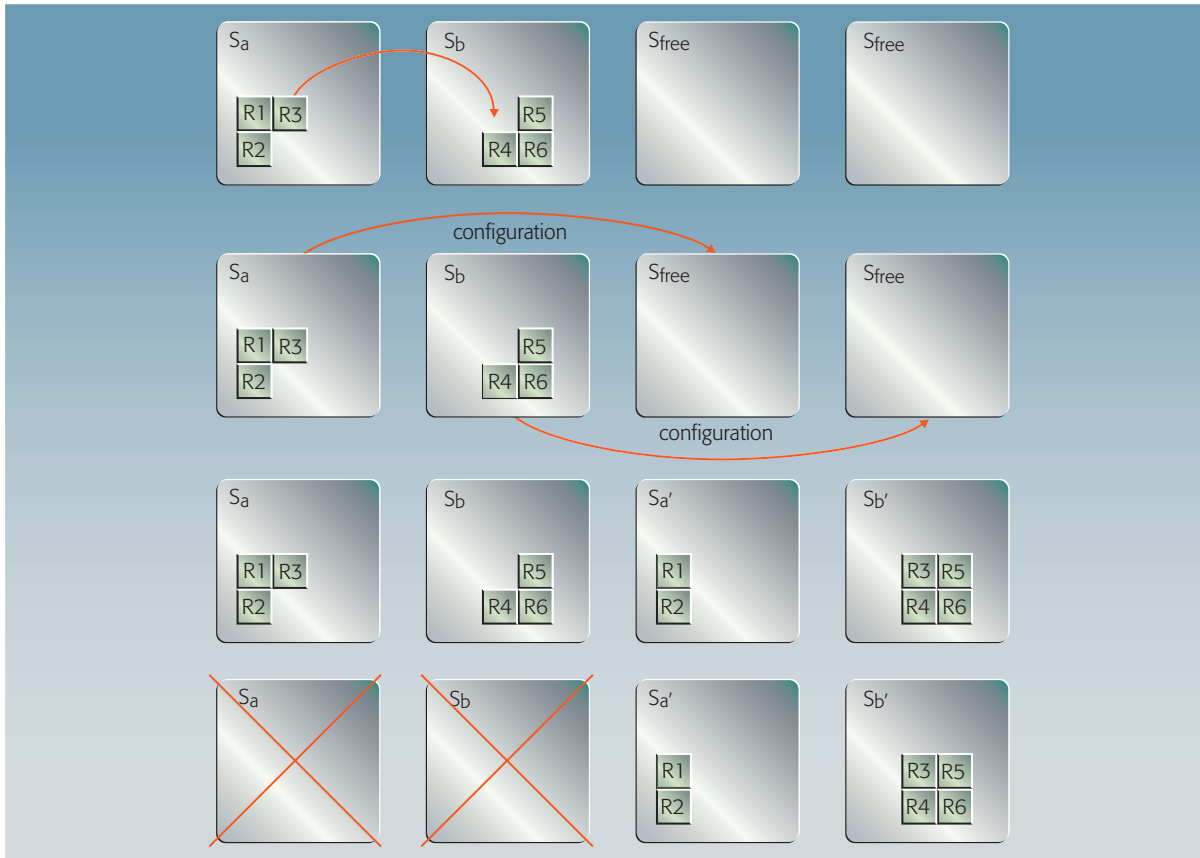 Sa Sb Sfree Sfree
R1 R3 R5
R2 R4 R6
configuration
Sa Sb Sfree Sfree
R1 R3 R5
R2 R4 R6
configuration
Sa Sb Sa' Sb'
R1 R3 R5 R1 R3 R5
R2 R4 R6 R2 R4 R6
Sa Sb Sa' Sb'
R1 R3 R5
R2 R4 R6